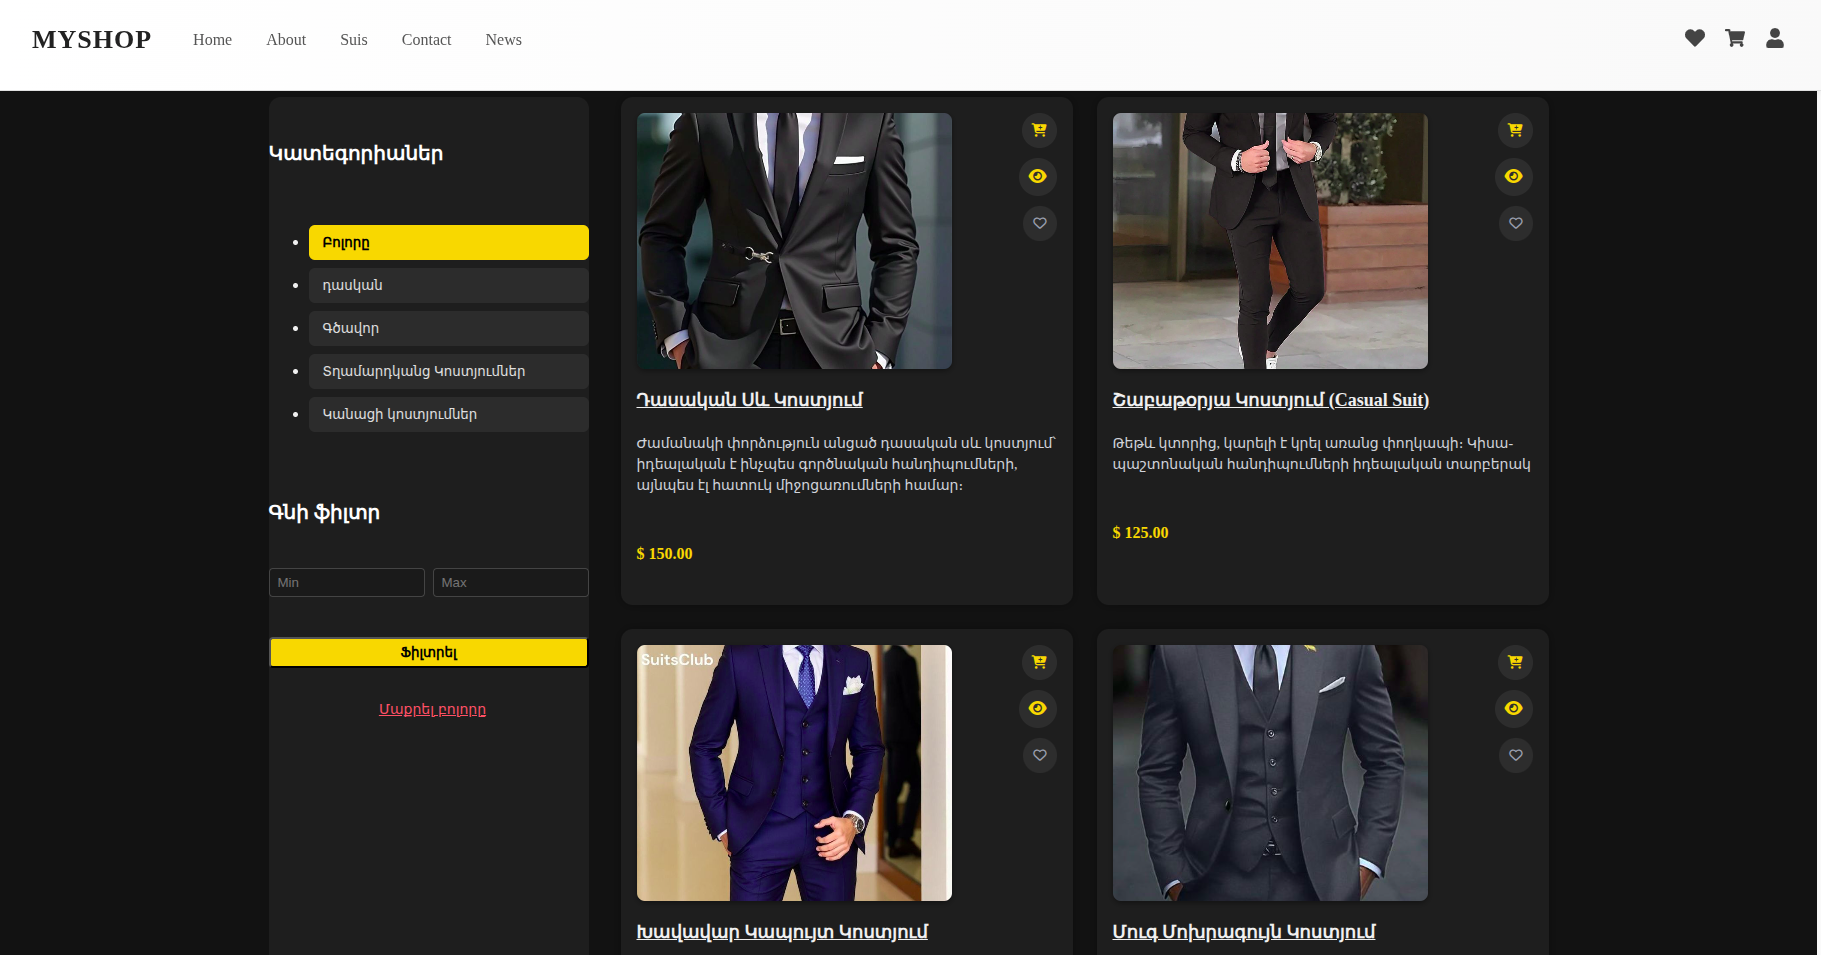 MYSHOP
Home
About
Suis
Contact
News
Կատեգորիաներ
Բոլորը
դասկան
Գծավոր
Տղամարդկանց Կոստյումներ
Կանացի կոստյումներ
Գնի ֆիլտր
Min
Max
Ֆիլտրել
Մաքրել բոլորը
Դասական Սև Կոստյում
Ժամանակի փորձություն անցած դասական սև կոստյում՝
իդեալական է ինչպես գործնական հանդիպումների,
այնպես էլ հատուկ միջոցառումների համար։
$ 150.00
Շաբաթօրյա Կոստյում (Casual Suit)
Թեթև կտորից, կարելի է կրել առանց փողկապի։ Կիսա-
պաշտոնական հանդիպումների իդեալական տարբերակ
$ 125.00
SuitsClub
Խավավար Կապույտ Կոստյում
Մուգ Մոխրագույն Կոստյում